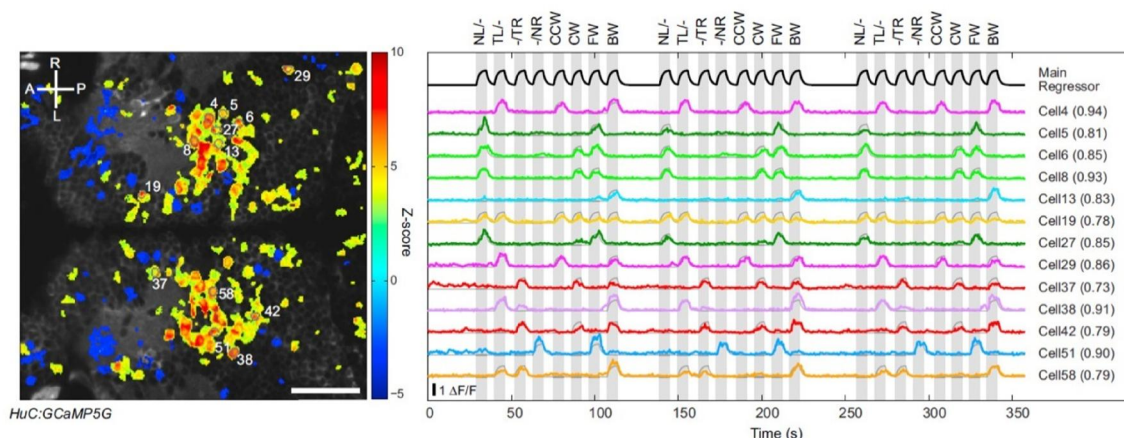 R
A P
L
29
4 5
6
27
8 13
19
37
58
42
51
38
HuC:GCaMP5G
10
5
0
−5
Z-score
NL/- TL/- -/TR -/NR CCW CW FW BW NL/- TL/- -/TR -/NR CCW CW FW BW NL/- TL/- -/TR -/NR CCW CW FW BW
Main
Regressor
Cell4 (0.94)
Cell5 (0.81)
Cell6 (0.85)
Cell8 (0.93)
Cell13 (0.83)
Cell19 (0.78)
Cell27 (0.85)
Cell29 (0.86)
Cell37 (0.73)
Cell38 (0.91)
Cell42 (0.79)
Cell51 (0.90)
Cell58 (0.79)
1 ΔF/F
0 50 100 150 200 250 300 350
Time (s)